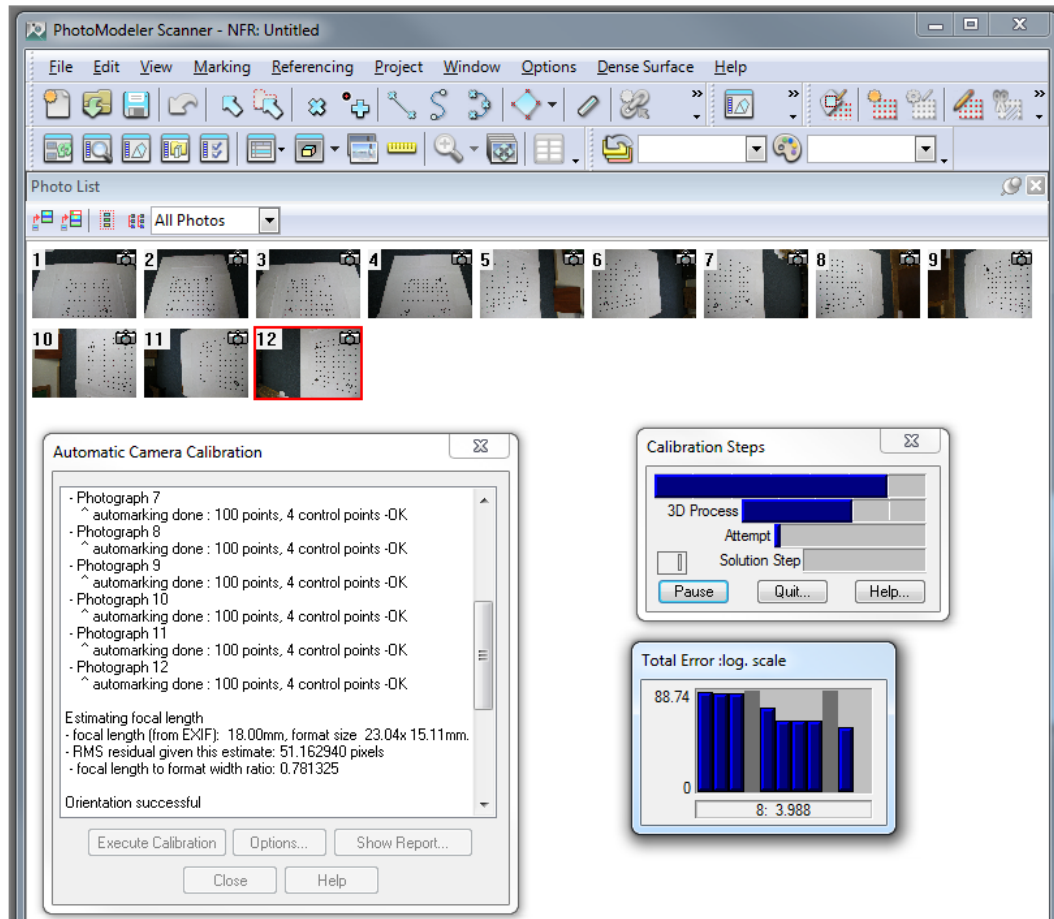 PhotoModeler Scanner - NFR: Untitled
File Edit View Marking Referencing Project Window Options Dense Surface Help
Photo List
All Photos
1 2 3 4 5 6 7 8 9
10 11 12
Automatic Camera Calibration
- Photograph 7
^ automarking done : 100 points, 4 control points -OK
- Photograph 8
^ automarking done : 100 points, 4 control points -OK
- Photograph 9
^ automarking done : 100 points, 4 control points -OK
- Photograph 10
^ automarking done : 100 points, 4 control points -OK
- Photograph 11
^ automarking done : 100 points, 4 control points -OK
- Photograph 12
^ automarking done : 100 points, 4 control points -OK
Estimating focal length
- focal length (from EXIF): 18.00mm, format size 23.04x 15.11mm.
- RMS residual given this estimate: 51.162940 pixels
- focal length to format width ratio: 0.781325
Orientation successful
Execute Calibration Options... Show Report...
Close Help
Calibration Steps
3D Process
Attempt
Solution Step
Pause Quit... Help...
Total Error :log. scale
88.74
0
8: 3.988